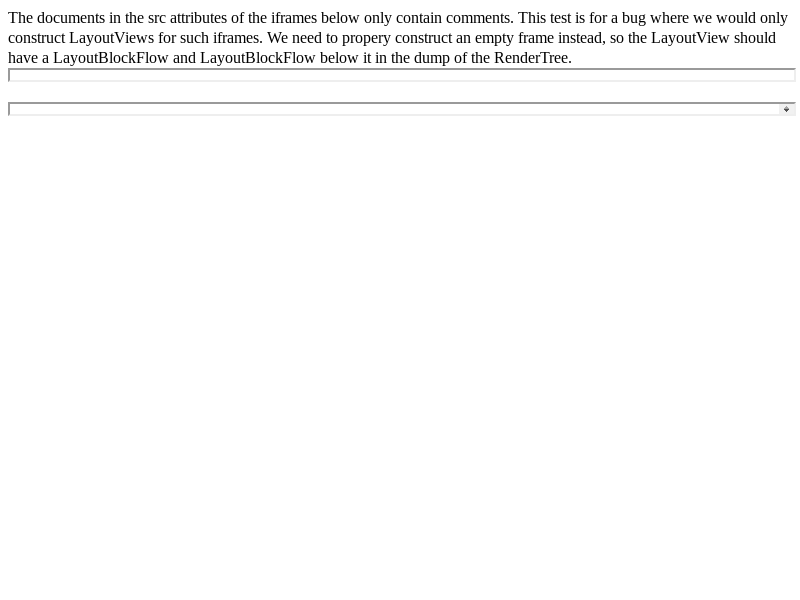 The documents in the src attributes of the iframes below only contain comments. This test is for a bug where we would only
construct LayoutViews for such iframes. We need to propery construct an empty frame instead, so the LayoutView should
have a LayoutBlockFlow and LayoutBlockFlow below it in the dump of the RenderTree.